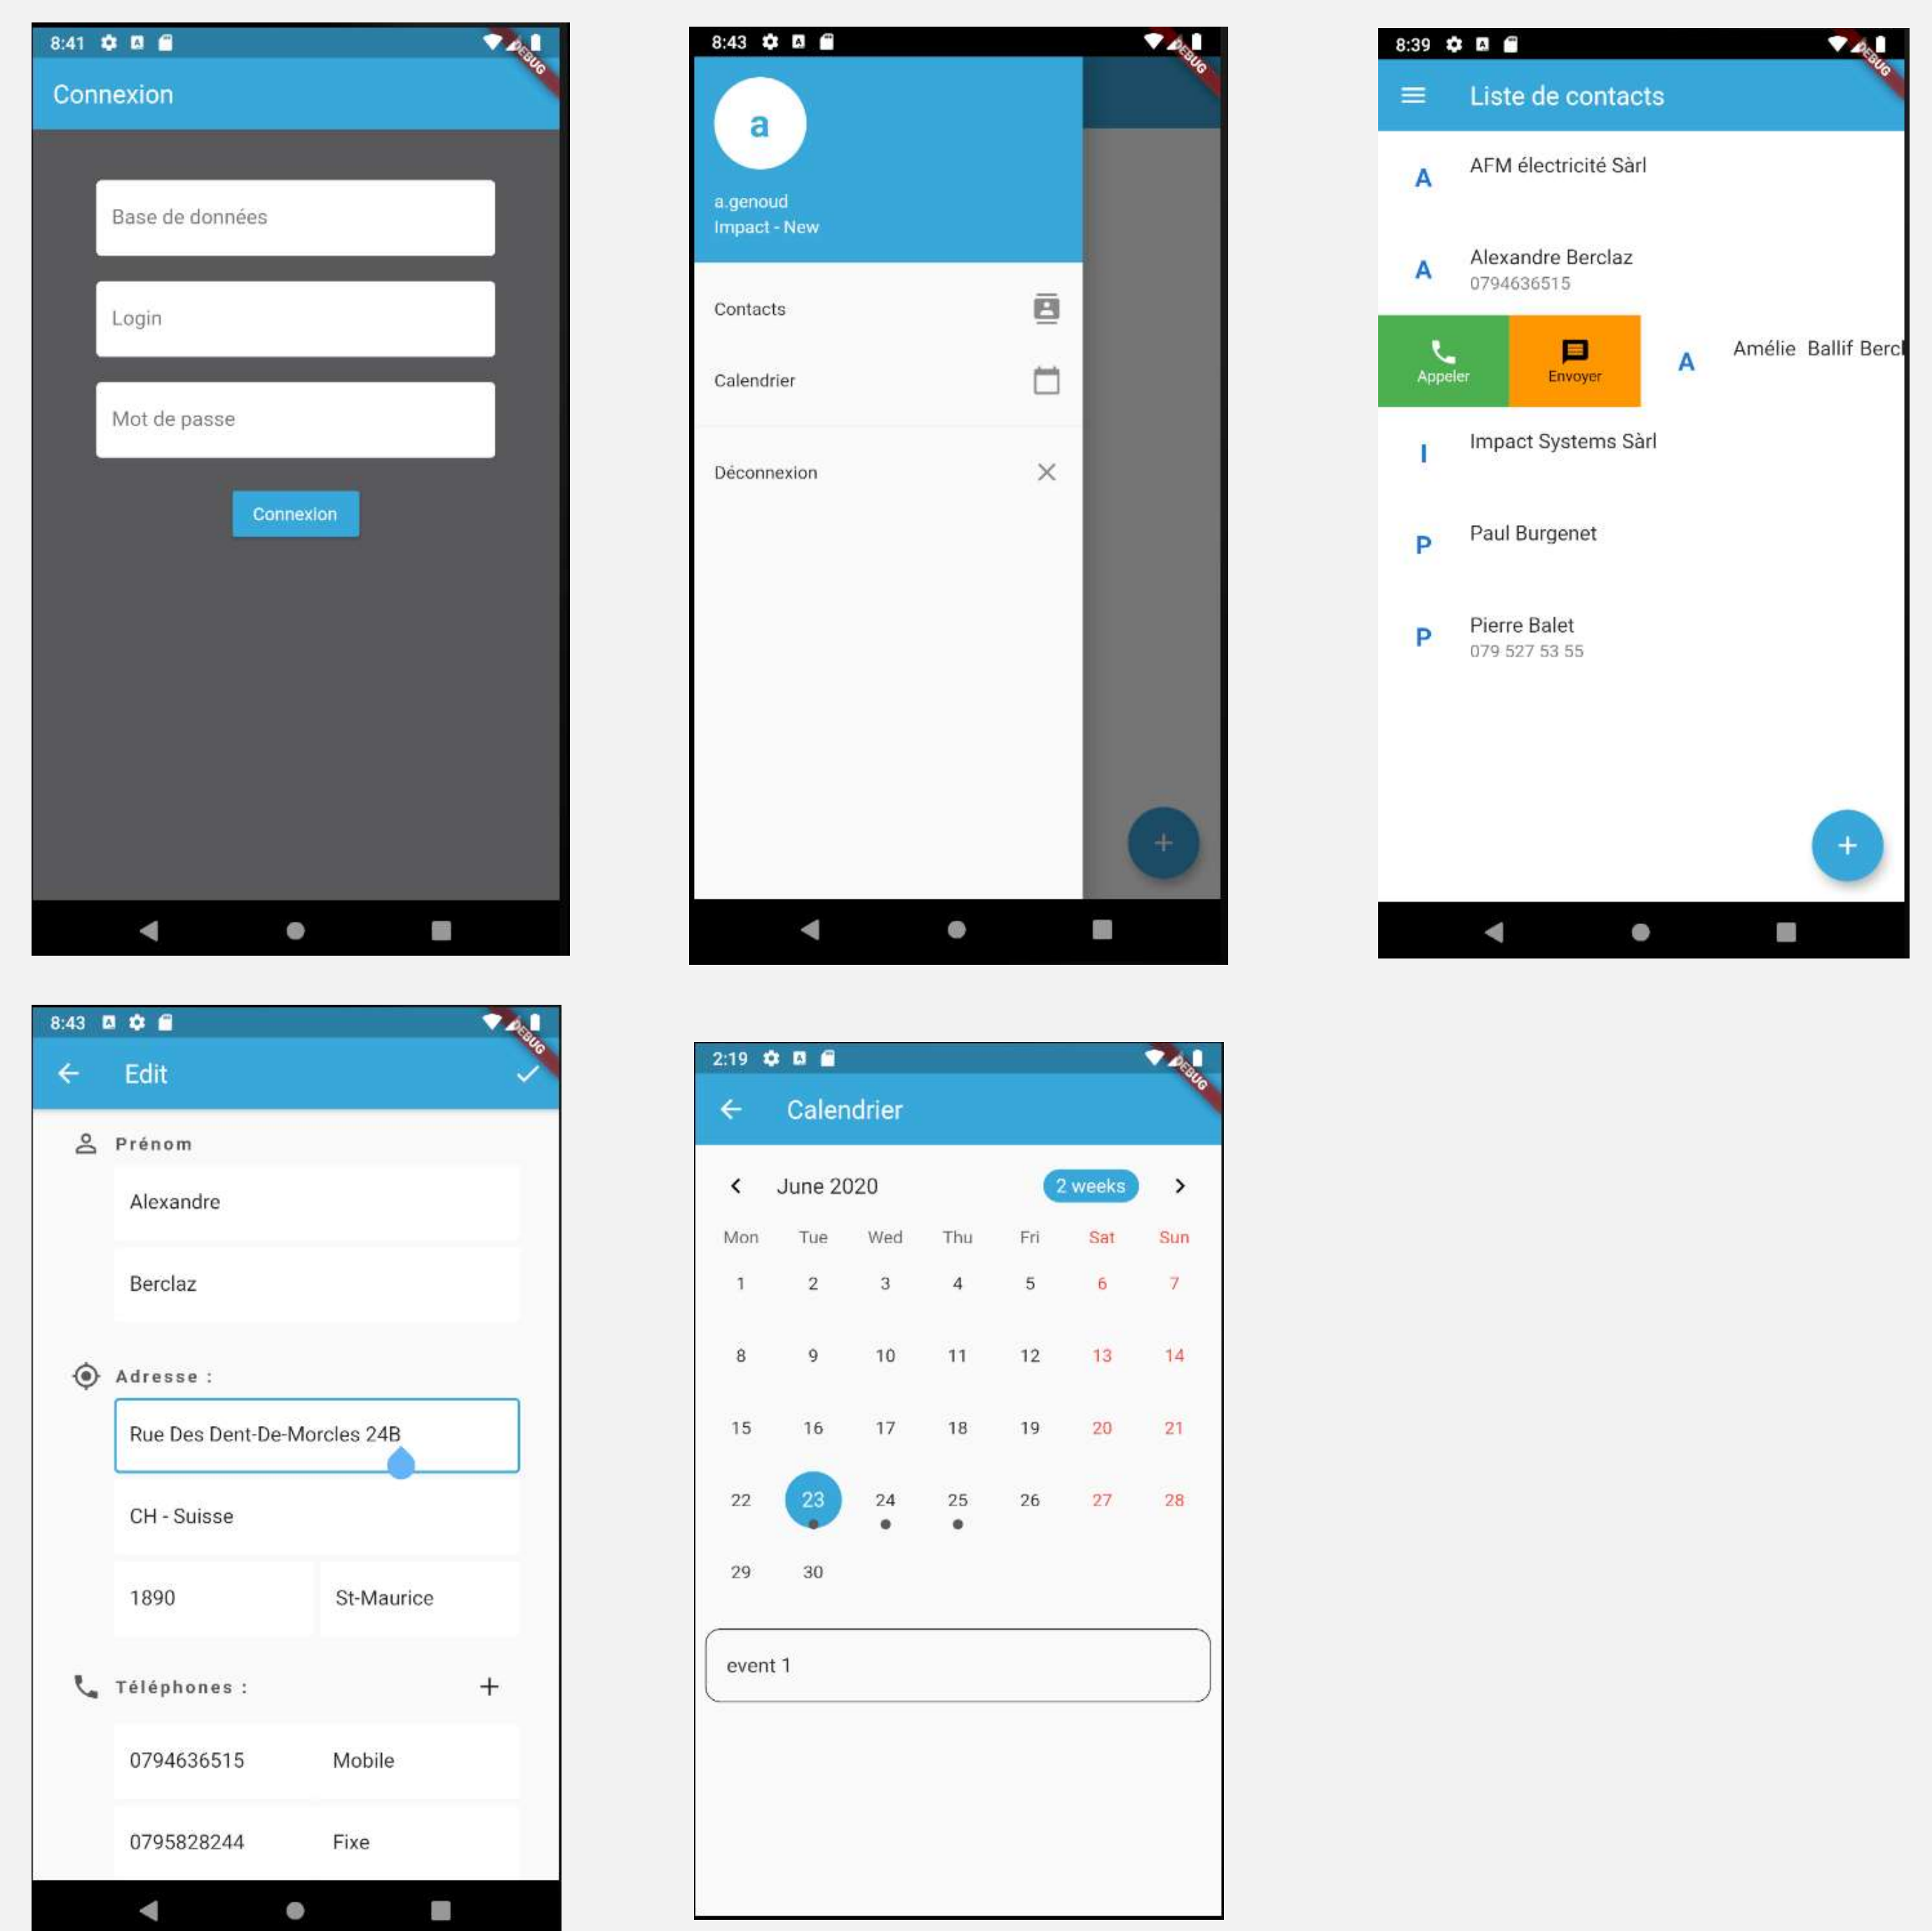 8:41
DEBUG
Connexion
Base de données
Login
Mot de passe
Connexion
8:43
DEBUG
a
a.genoud
Impact - New
Contacts
Calendrier
Déconnexion
+
8:39
DEBUG
Liste de contacts
A
AFM électricité Sàrl
A
Alexandre Berclaz
0794636515
Appeler
Envoyer
A
Amélie Ballif Bercl
I
Impact Systems Sàrl
P
Paul Burgenet
P
Pierre Balet
079 527 53 55
+
8:43
DEBUG
Edit
Prénom
Alexandre
Berclaz
Adresse :
Rue Des Dent-De-Morcles 24B
CH - Suisse
1890 St-Maurice
Téléphones : +
0794636515 Mobile
0795828244 Fixe
2:19
DEBUG
Calendrier
June 2020 2 weeks
Mon Tue Wed Thu Fri Sat Sun
1 2 3 4 5 6 7
8 9 10 11 12 13 14
15 16 17 18 19 20 21
22 23 24 25 26 27 28
29 30
event 1